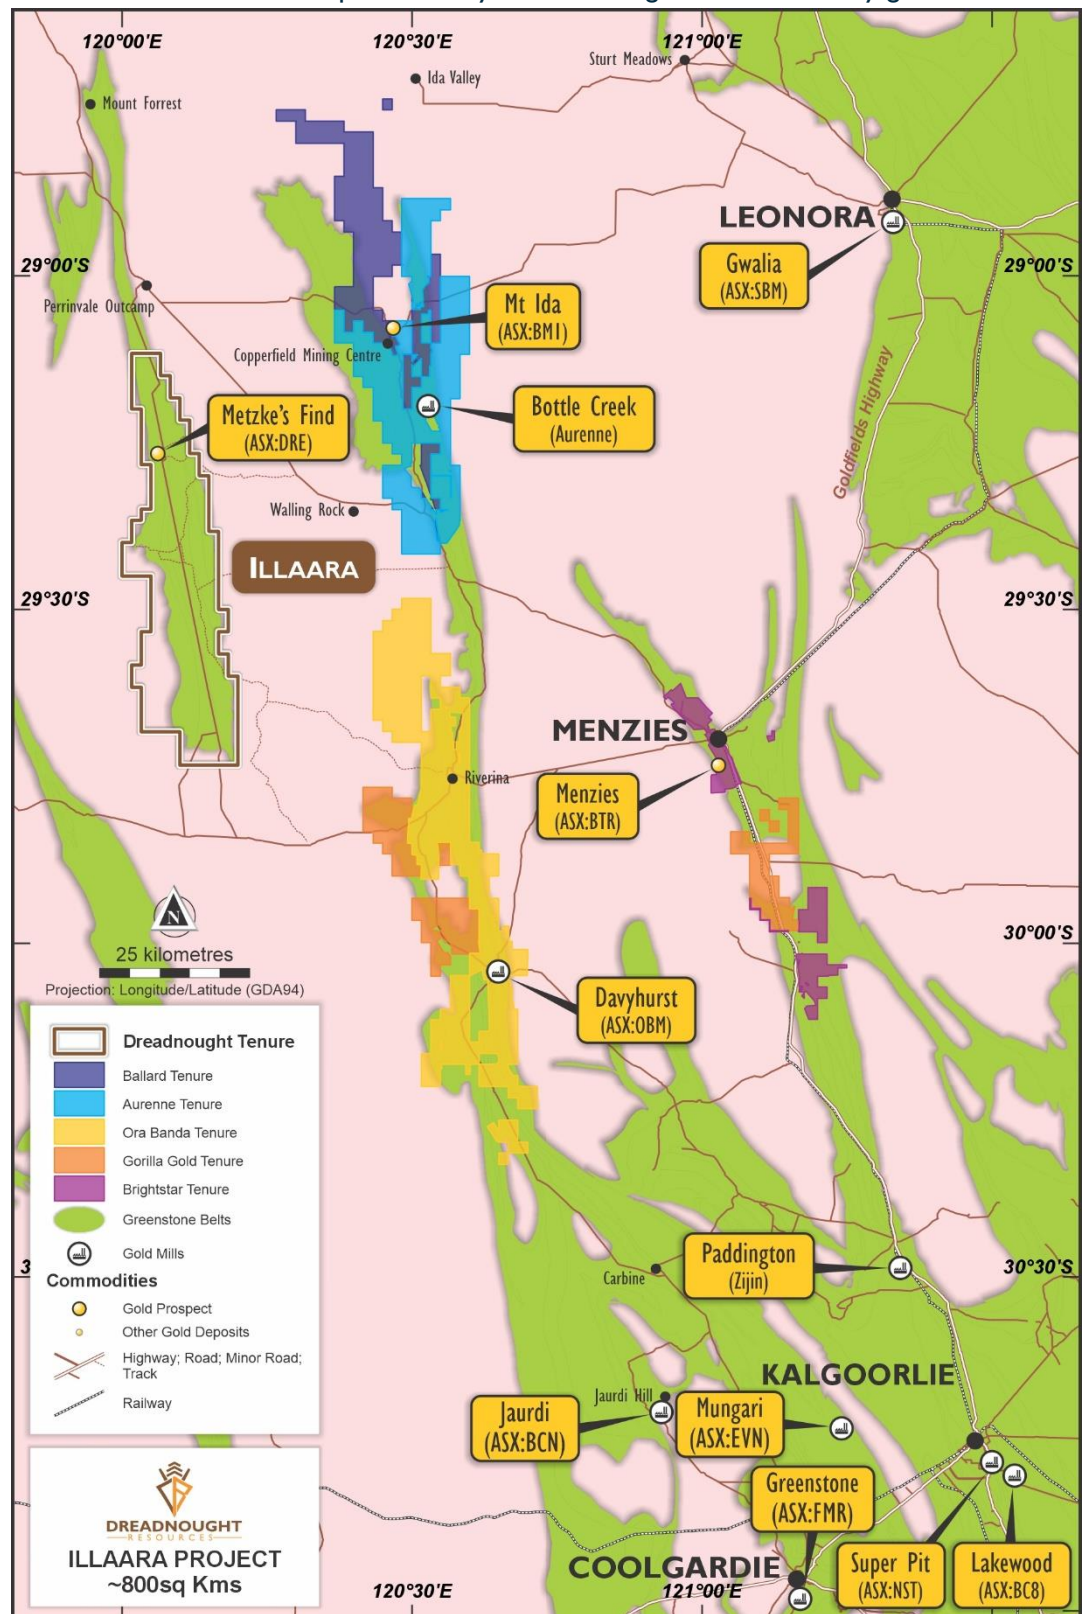 120°00'E
120°30'E
121°00'E
Sturt Meadows
Ida Valley
Mount Forrest
LEONORA
Gwalia
(ASX:SBM)
29°00'S
29°00'S
Perrinvale Outcamp
Mt Ida
(ASX:BM1)
Copperfield Mining Centre
Bottle Creek
(Aurenne)
Metzke's Find
(ASX:DRE)
Goldfields Highway
Walling Rock
ILLAARA
29°30'S
29°30'S
MENZIES
Riverina
Menzies
(ASX:BTR)
N
25 kilometres
Projection: Longitude/Latitude (GDA94)
30°00'S
Davyhurst
(ASX:OBM)
Dreadnought Tenure
Ballard Tenure
Aurenne Tenure
Ora Banda Tenure
Gorilla Gold Tenure
Brightstar Tenure
Greenstone Belts
Gold Mills
Commodities
Gold Prospect
Other Gold Deposits
Highway; Road; Minor Road;
Track
Railway
Paddington
(Zijin)
30°30'S
Carbine
KALGOORLIE
Jaurdi Hill
Jaurdi
(ASX:BCN)
Mungari
(ASX:EVN)
Greenstone
(ASX:FMR)
Super Pit
(ASX:NST)
Lakewood
(ASX:BC8)
COOLGARDIE
DREADNOUGHT
RESOURCES
ILLAARA PROJECT
~800sq Kms
120°30'E
121°00'E